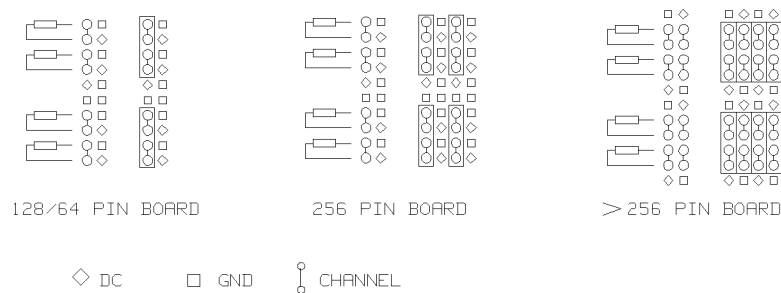 128/64 PIN BOARD
256 PIN BOARD
>256 PIN BOARD
DC
GND
CHANNEL